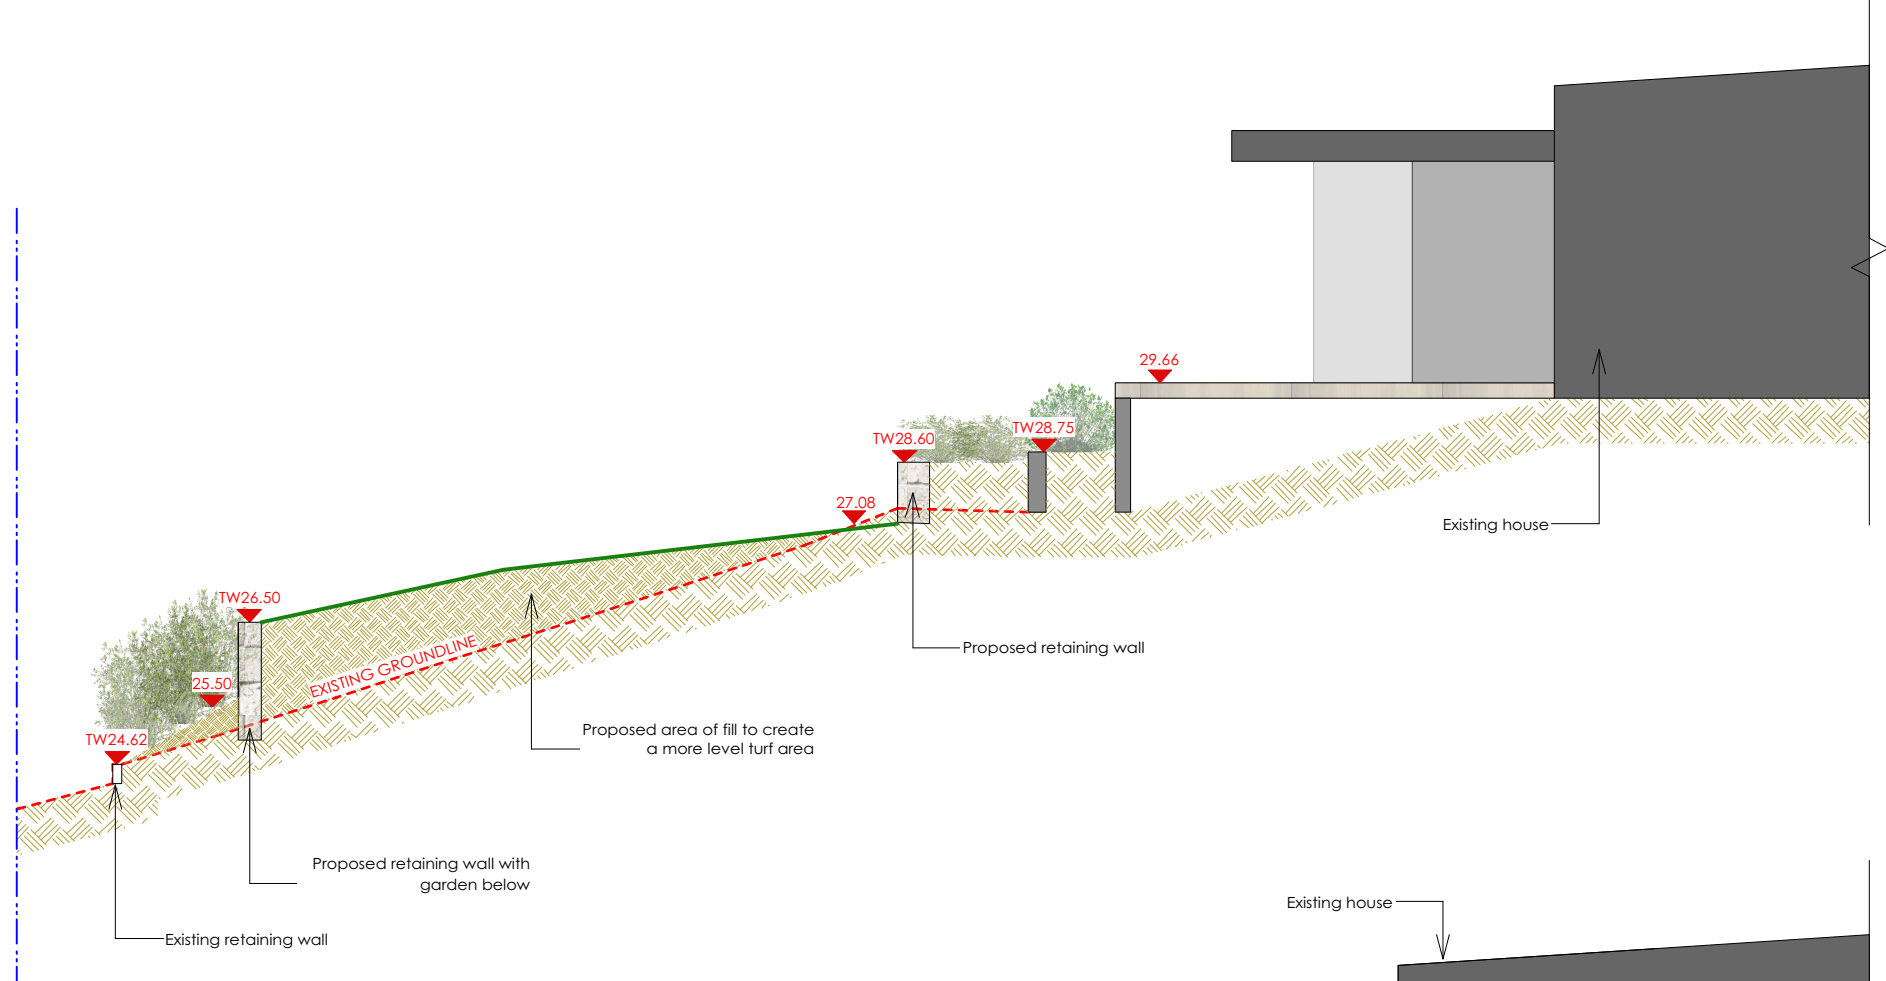 29.66
TW28.60
TW28.75
27.08
Existing house
TW26.50
EXISTING GROUNDLINE
Proposed retaining wall
25.50
TW24.62
Proposed area of fill to create
a more level turf area
Proposed retaining wall with
garden below
Existing retaining wall
Existing house